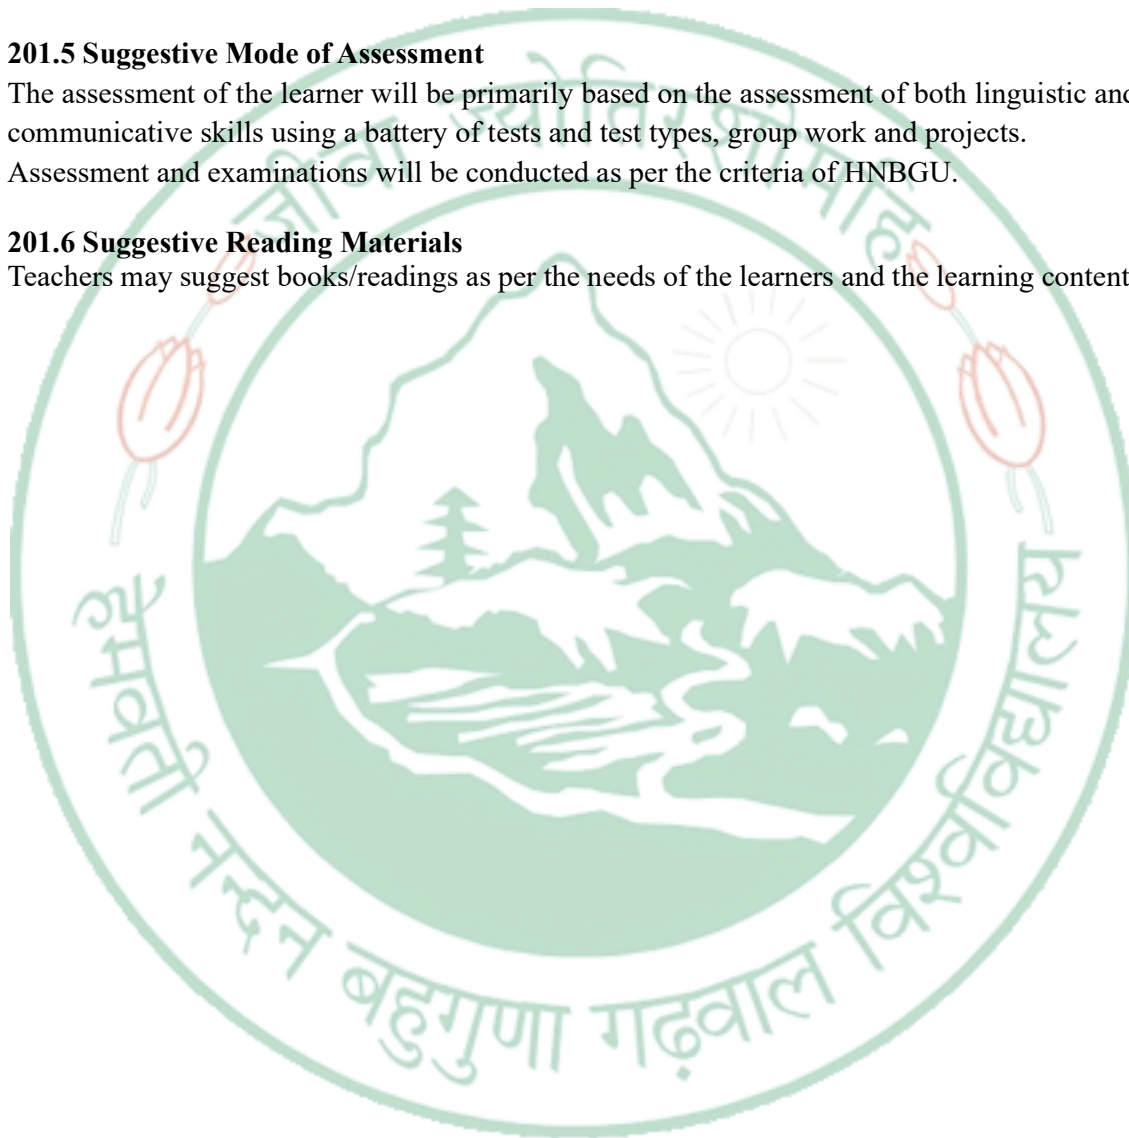 201.5 Suggestive Mode of Assessment
The assessment of the learner will be primarily based on the assessment of both linguistic and
communicative skills using a battery of tests and test types, group work and projects.
Assessment and examinations will be conducted as per the criteria of HNBGU.
201.6 Suggestive Reading Materials
Teachers may suggest books/readings as per the needs of the learners and the learning content
जीवा ज्योतिर शीमहि
हेमवती नन्दन बहुगुणा गढ़वाल विश्वविद्यालय